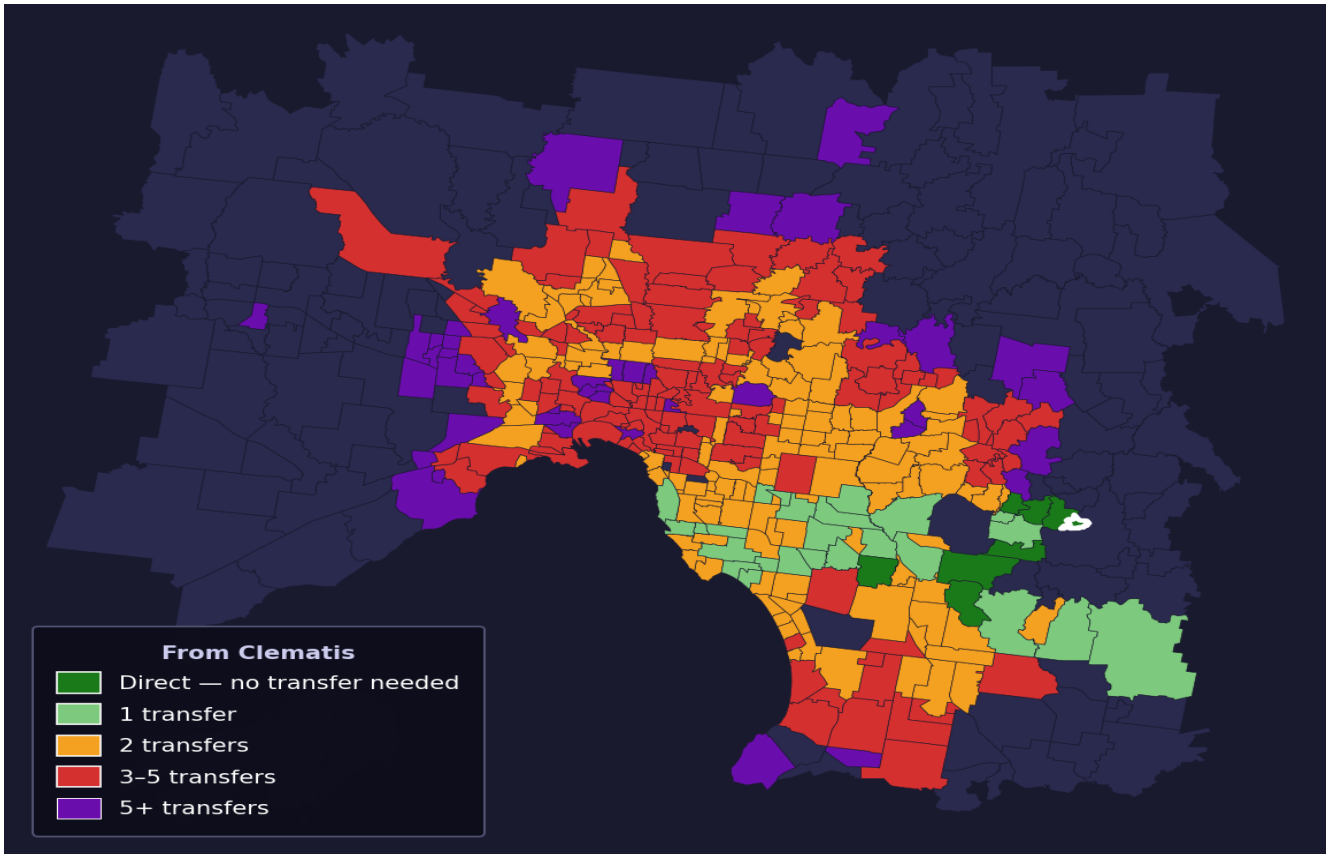 From Clematis
Direct — no transfer needed
1 transfer
2 transfers
3–5 transfers
5+ transfers